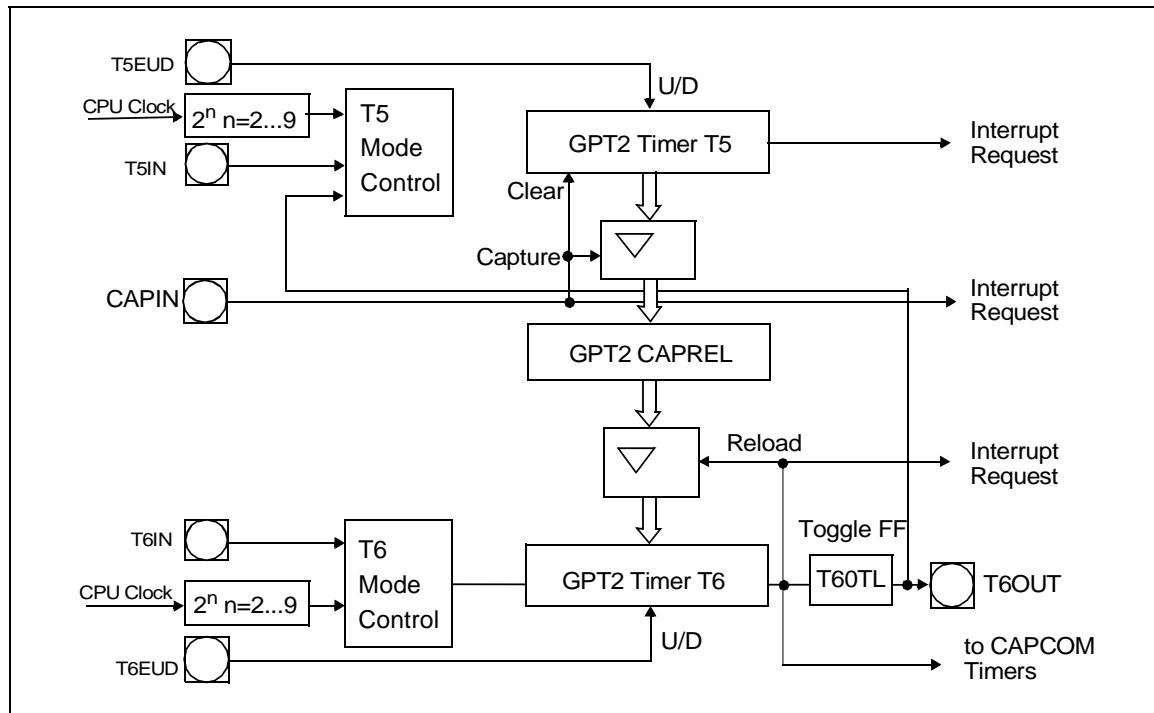 T5EUD
U/D
CPU Clock
2ⁿ n=2...9
T5
Mode
Control
GPT2 Timer T5
Interrupt
Request
T5IN
Clear
Capture
CAPIN
Interrupt
Request
GPT2 CAPREL
Reload
Interrupt
Request
T6IN
T6
Mode
Control
Toggle FF
GPT2 Timer T6
T60TL
T6OUT
CPU Clock
2ⁿ n=2...9
U/D
T6EUD
to CAPCOM
Timers